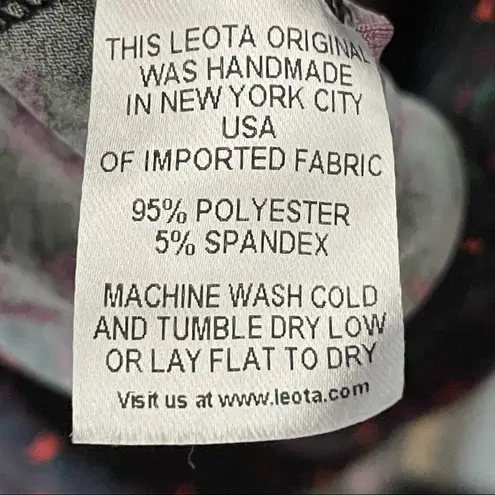 THIS LEOTA ORIGINAL
WAS HANDMADE
IN NEW YORK CITY
USA
OF IMPORTED FABRIC
95% POLYESTER
5% SPANDEX
MACHINE WASH COLD
AND TUMBLE DRY LOW
OR LAY FLAT TO DRY
Visit us at www.leota.com